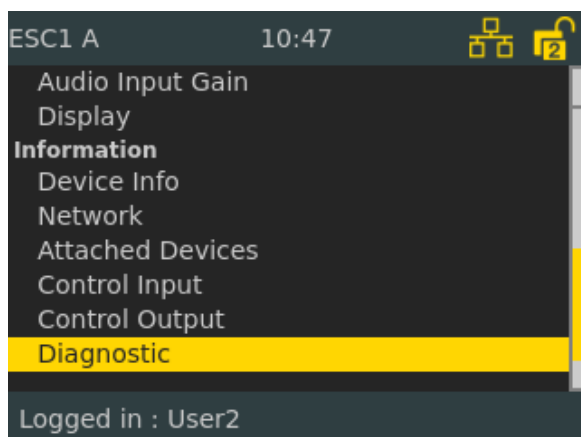 ESC1 A 10:47 2
Audio Input Gain
Display
Information
Device Info
Network
Attached Devices
Control Input
Control Output
Diagnostic
Logged in : User2